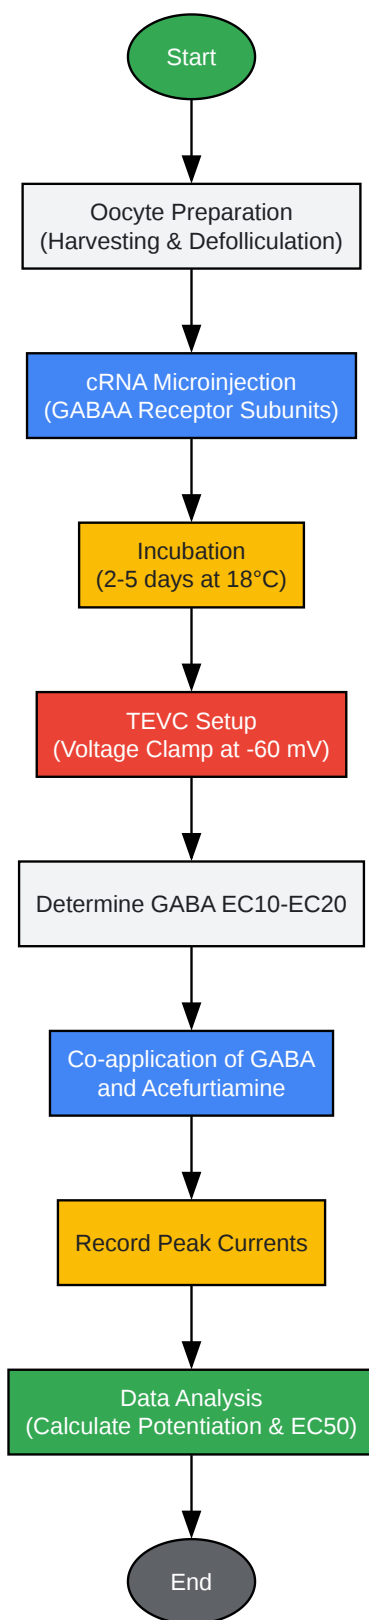 Start
Oocyte Preparation
(Harvesting & Defolliculation)
cRNA Microinjection
(GABAA Receptor Subunits)
Incubation
(2-5 days at 18°C)
TEVC Setup
(Voltage Clamp at -60 mV)
Determine GABA EC10-EC20
Co-application of GABA
and Acefurtiamine
Record Peak Currents
Data Analysis
(Calculate Potentiation & EC50)
End